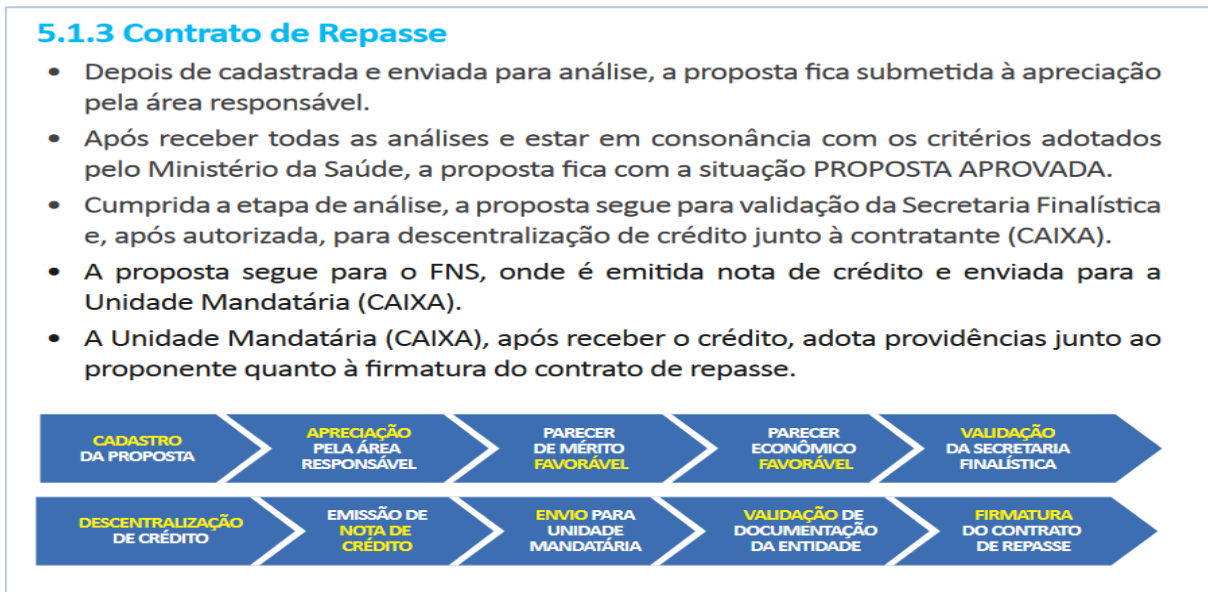 5.1.3 Contrato de Repasse
• Depois de cadastrada e enviada para análise, a proposta fica submetida à apreciação
pela área responsável.
• Após receber todas as análises e estar em consonância com os critérios adotados
pelo Ministério da Saúde, a proposta fica com a situação PROPOSTA APROVADA.
• Cumprida a etapa de análise, a proposta segue para validação da Secretaria Finalística
e, após autorizada, para descentralização de crédito junto à contratante (CAIXA).
• A proposta segue para o FNS, onde é emitida nota de crédito e enviada para a
Unidade Mandatária (CAIXA).
• A Unidade Mandatária (CAIXA), após receber o crédito, adota providências junto ao
proponente quanto à firmatura do contrato de repasse.
CADASTRO
DA PROPOSTA
APRECIAÇÃO
PELA ÁREA
RESPONSÁVEL
PARECER
DE MÉRITO
FAVORÁVEL
PARECER
ECONÔMICO
FAVORÁVEL
VALIDAÇÃO
DA SECRETARIA
FINALÍSTICA
DESCENTRALIZAÇÃO
DE CRÉDITO
EMISSÃO DE
NOTA DE
CRÉDITO
ENVIO PARA
UNIDADE
MANDATÁRIA
VALIDAÇÃO DE
DOCUMENTAÇÃO
DA ENTIDADE
FIRMATURA
DO CONTRATO
DE REPASSE